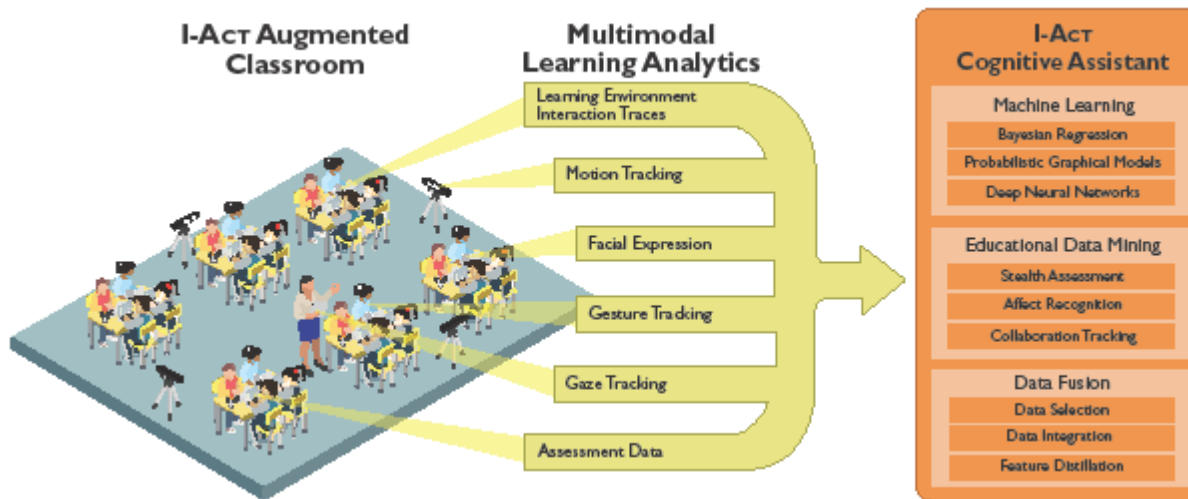 I-ACT Augmented
Classroom
Multimodal
Learning Analytics
Learning Environment
Interaction Traces
Motion Tracking
Facial Expression
Gesture Tracking
Gaze Tracking
Assessment Data
I-ACT
Cognitive Assistant
Machine Learning
Bayesian Regression
Probabilistic Graphical Models
Deep Neural Networks
Educational Data Mining
Stealth Assessment
Affect Recognition
Collaboration Tracking
Data Fusion
Data Selection
Data Integration
Feature Distillation